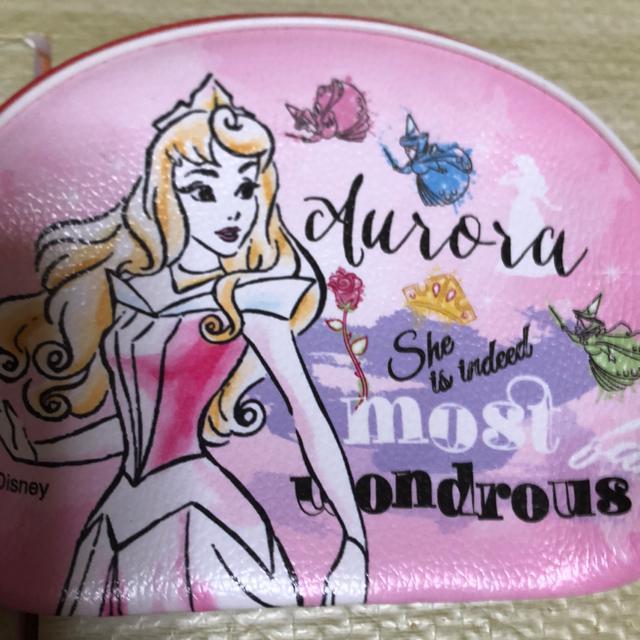 Aurora
She
is indeed
most
wondrous
Disney